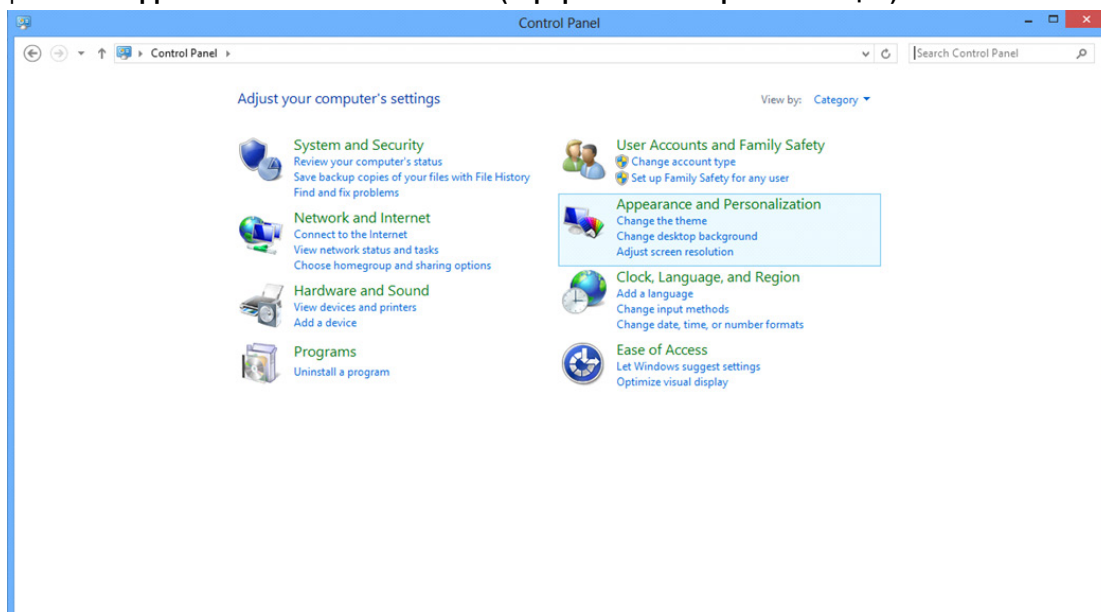 Control Panel
Control Panel
Search Control Panel
Adjust your computer's settings
View by: Category
System and Security
Review your computer's status
Save backup copies of your files with File History
Find and fix problems
Network and Internet
Connect to the Internet
View network status and tasks
Choose homegroup and sharing options
Hardware and Sound
View devices and printers
Add a device
Programs
Uninstall a program
User Accounts and Family Safety
Change account type
Set up Family Safety for any user
Appearance and Personalization
Change the theme
Change desktop background
Adjust screen resolution
Clock, Language, and Region
Add a language
Change input methods
Change date, time, or number formats
Ease of Access
Let Windows suggest settings
Optimize visual display